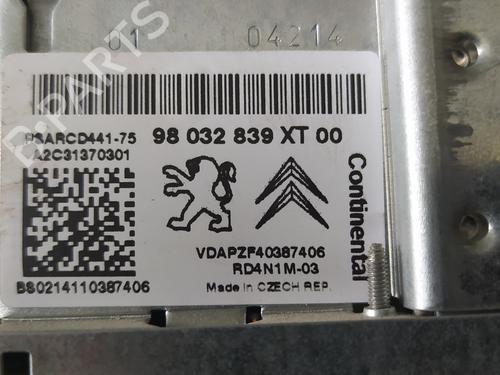 01 04214
PSARCD441-75
A2C31370301
98 032 839 XT 00
Continental
VDAPZF40387406
RD4N1M-03
Made in CZECH REP.
BS0214110387406
B-PARTS